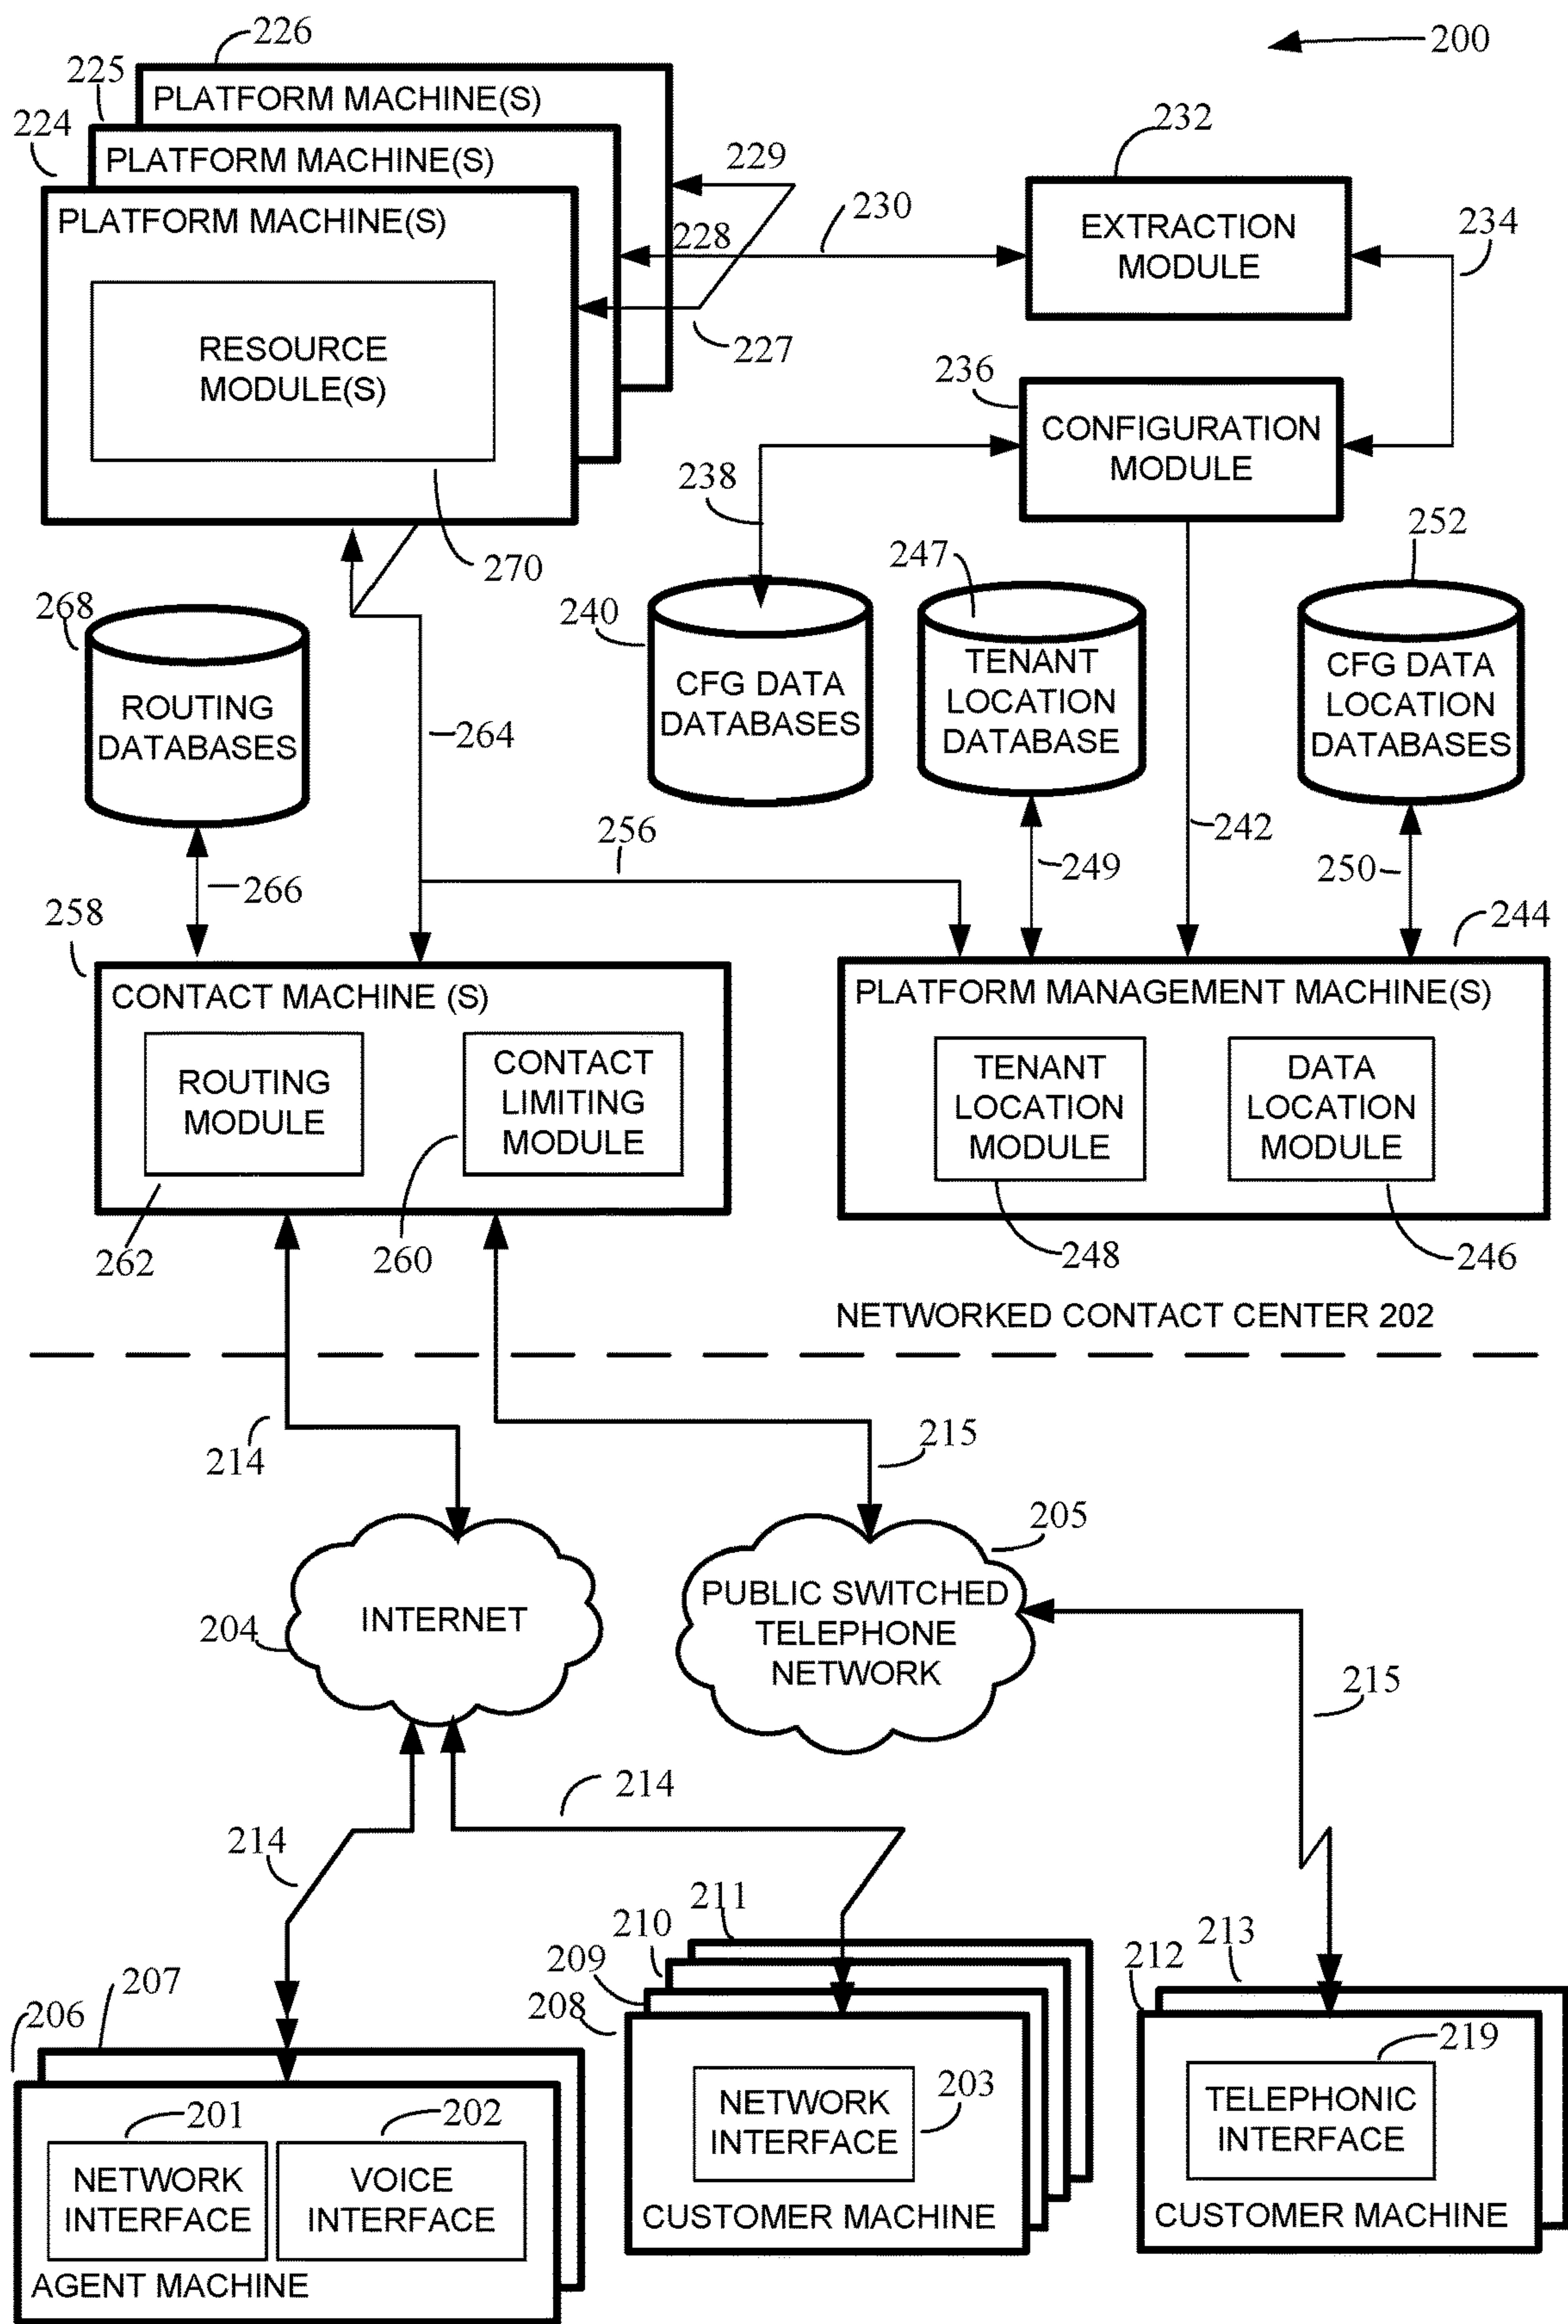 226
200
225
PLATFORM MACHINE(S)
224
232
PLATFORM MACHINE(S)
229
PLATFORM MACHINE(S)
230
EXTRACTION
MODULE
234
228
RESOURCE
MODULE(S)
227
236
CONFIGURATION
MODULE
238
270
247
252
268
240
ROUTING
DATABASES
CFG DATA
DATABASES
TENANT
LOCATION
DATABASE
CFG DATA
LOCATION
DATABASES
264
256
242
249
250
266
258
244
CONTACT MACHINE (S)
PLATFORM MANAGEMENT MACHINE(S)
ROUTING
MODULE
CONTACT
LIMITING
MODULE
TENANT
LOCATION
MODULE
DATA
LOCATION
MODULE
262
260
248
246
NETWORKED CONTACT CENTER 202
214
215
205
INTERNET
204
PUBLIC SWITCHED
TELEPHONE
NETWORK
215
214
214
211
210
209
208
213
212
207
206
219
201
202
NETWORK
INTERFACE
203
TELEPHONIC
INTERFACE
NETWORK
INTERFACE
VOICE
INTERFACE
CUSTOMER MACHINE
CUSTOMER MACHINE
AGENT MACHINE